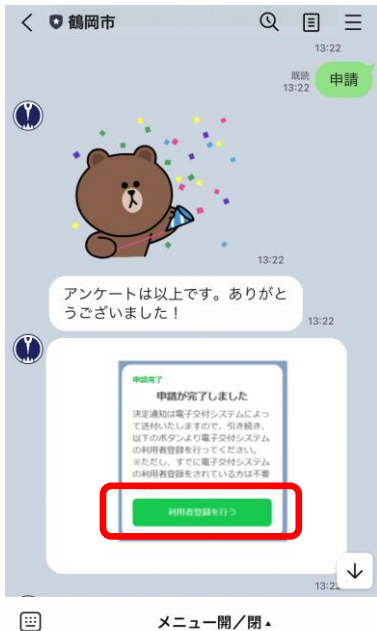 鶴岡市
13:22
既読
13:22
申請
13:22
アンケートは以上です。ありがと
うございました！
13:22
申請完了
申請が完了しました
決定通知は電子交付システムによっ
て送付いたしますので、引き続き、
以下のボタンより電子交付システム
の利用者登録を行ってください。
※ただし、すでに電子交付システム
の利用者登録をされている方は不要
利用者登録を行う
13:22
メニュー開／閉▲